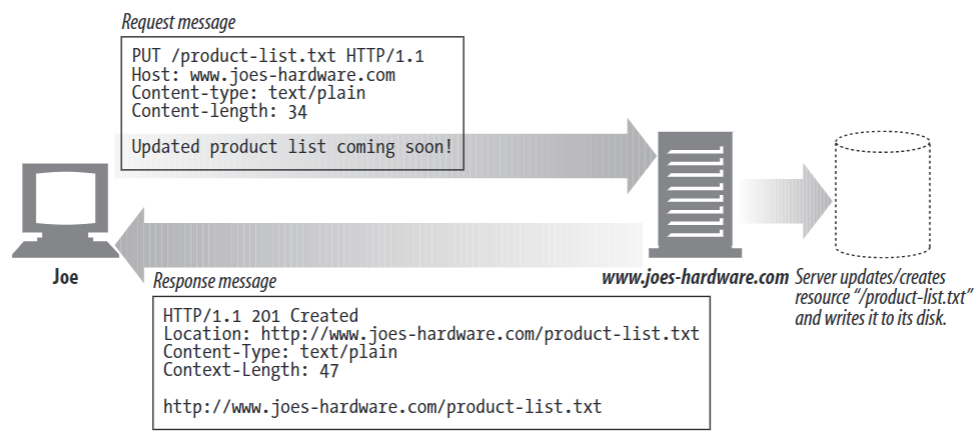 Request message
PUT /product-list.txt HTTP/1.1
Host: www.joes-hardware.com
Content-type: text/plain
Content-length: 34
Updated product list coming soon!
Joe
www.joes-hardware.com
Server updates/creates
resource “/product-list.txt”
and writes it to its disk.
Response message
HTTP/1.1 201 Created
Location: http://www.joes-hardware.com/product-list.txt
Content-Type: text/plain
Context-Length: 47
http://www.joes-hardware.com/product-list.txt